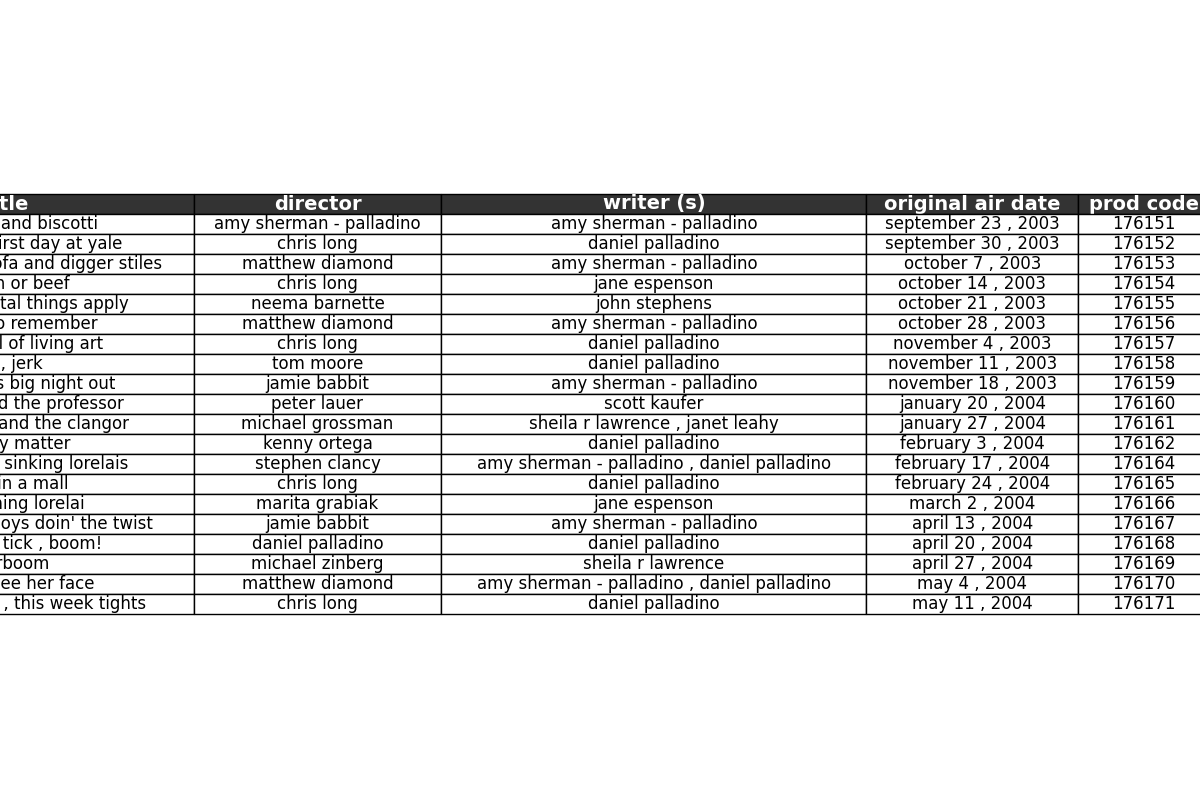 tle director writer (s) original air date prod code
and biscotti amy sherman - palladino amy sherman - palladino september 23 , 2003 176151
irst day at yale chris long daniel palladino september 30 , 2003 176152
ofa and digger stiles matthew diamond amy sherman - palladino october 7 , 2003 176153
n or beef chris long jane espenson october 14 , 2003 176154
tal things apply neema barnette john stephens october 21 , 2003 176155
o remember matthew diamond amy sherman - palladino october 28 , 2003 176156
l of living art chris long daniel palladino november 4 , 2003 176157
, jerk tom moore daniel palladino november 11 , 2003 176158
s big night out jamie babbit amy sherman - palladino november 18 , 2003 176159
d the professor peter lauer scott kaufer january 20 , 2004 176160
and the clangor michael grossman sheila r lawrence , janet leahy january 27 , 2004 176161
y matter kenny ortega daniel palladino february 3 , 2004 176162
sinking lorelais stephen clancy amy sherman - palladino , daniel palladino february 17 , 2004 176164
in a mall chris long daniel palladino february 24 , 2004 176165
ning lorelai marita grabiak jane espenson march 2 , 2004 176166
oys doin' the twist jamie babbit amy sherman - palladino april 13 , 2004 176167
tick , boom! daniel palladino daniel palladino april 20 , 2004 176168
rboom michael zinberg sheila r lawrence april 27 , 2004 176169
ee her face matthew diamond amy sherman - palladino , daniel palladino may 4 , 2004 176170
, this week tights chris long daniel palladino may 11 , 2004 176171